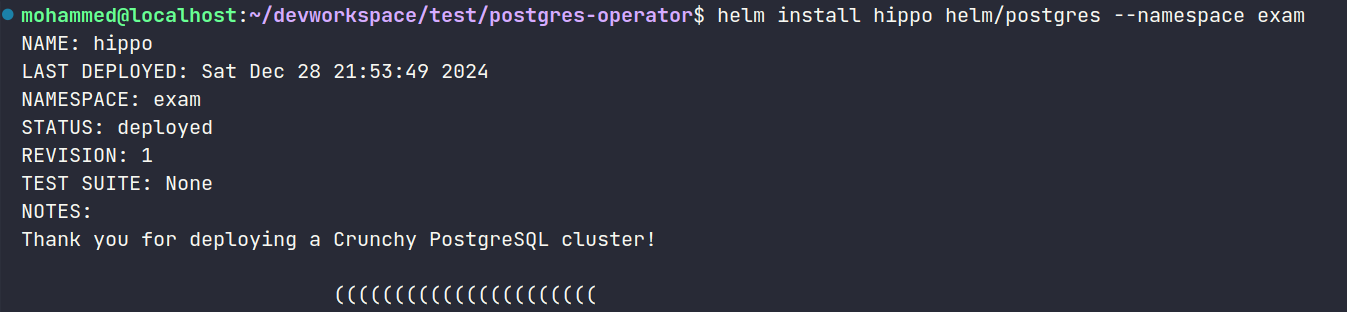 mohammed@localhost:~/devworkspace/test/postgres-operator$ helm install hippo helm/postgres --namespace exam
NAME: hippo
LAST DEPLOYED: Sat Dec 28 21:53:49 2024
NAMESPACE: exam
STATUS: deployed
REVISION: 1
TEST SUITE: None
NOTES:
Thank you for deploying a Crunchy PostgreSQL cluster!
((((((((((((((((((((((